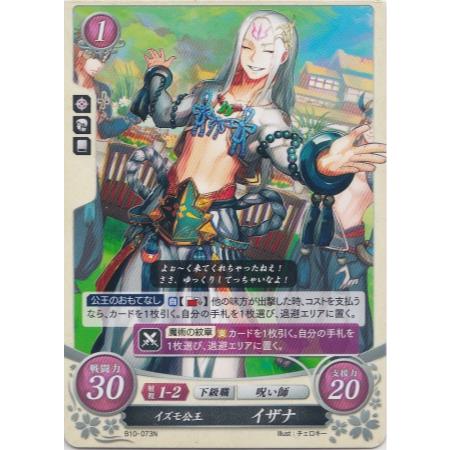 1
よぉ～く来てくれちゃったねえ！
ささ、ゆっくりしてっちゃいなよ！
公王のおもてなし 自 他の味方が出撃した時、コストを支払う
なら、カードを1枚引く。自分の手札を1枚選び、退避エリアに置く。
魔術の紋章 支 カードを1枚引く。自分の手札を
1枚選び、退避エリアに置く。
戦闘力
30
射程 1-2 下級職 呪い師
支援力
20
イズモ公王 イザナ
B10-073N
Illust：チェロキー